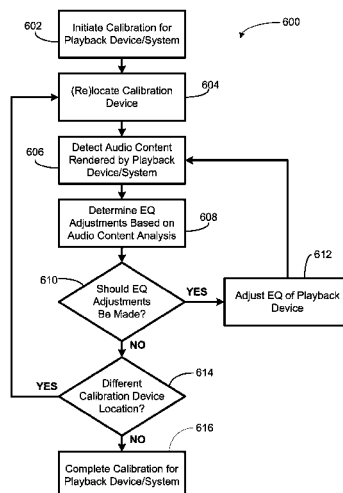 600
602
Initiate Calibration for
Playback Device/System
(Re)locate Calibration
Device
604
606
Detect Audio Content
Rendered by Playback
Device/System
Determine EQ
Adjustments Based on
Audio Content Analysis
608
610
Should EQ
Adjustments
Be Made?
YES
612
Adjust EQ of Playback
Device
NO
YES
Different
Calibration Device
Location?
614
NO
616
Complete Calibration for
Playback Device/System